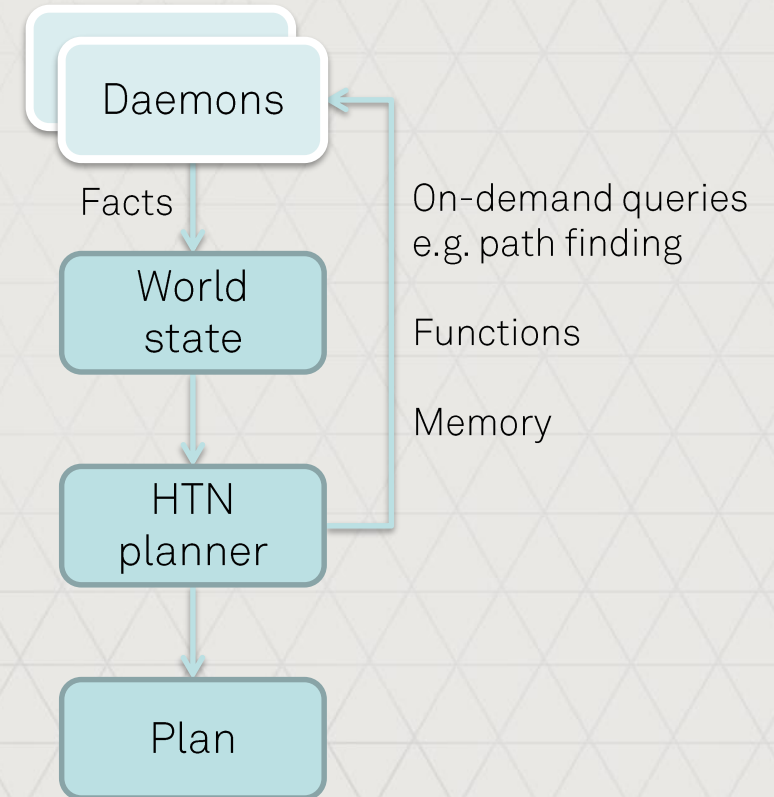 Daemons
Facts
On-demand queries
e.g. path finding
World
state
Functions
Memory
HTN
planner
Plan